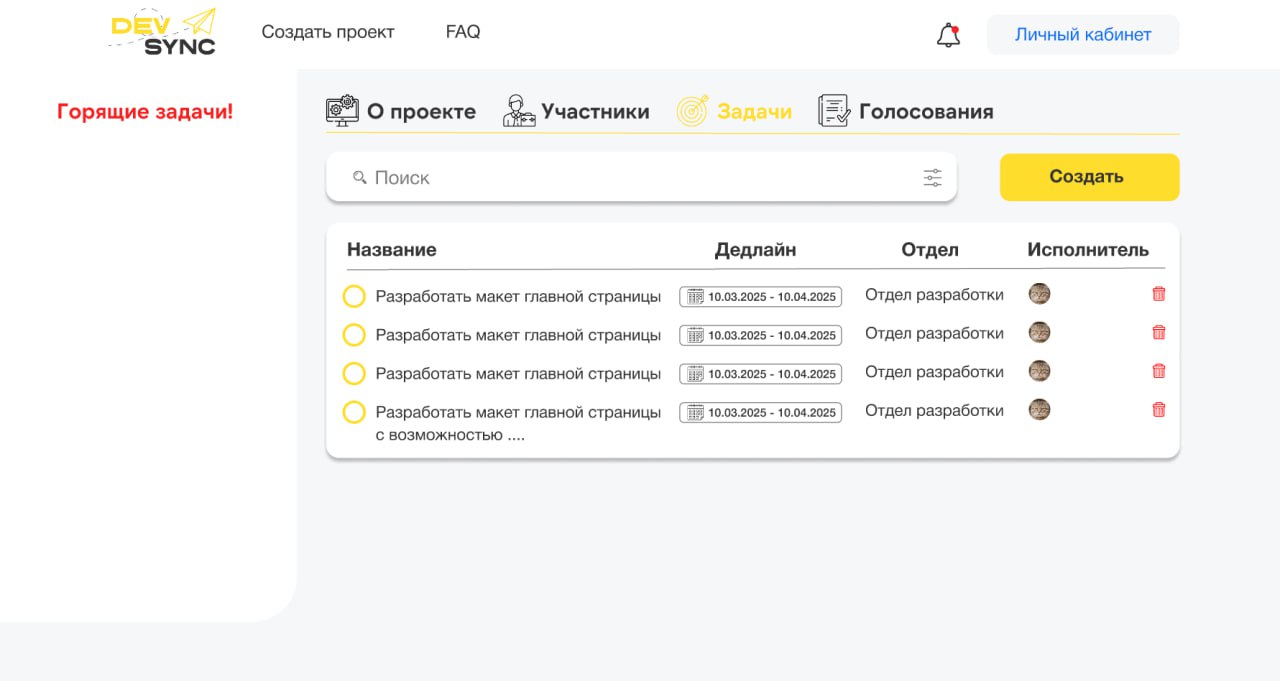 DEV
SYNC
Создать проект
FAQ
Личный кабинет
Горящие задачи!
О проекте
Участники
Задачи
Голосования
Поиск
Создать
Название Дедлайн Отдел Исполнитель
Разработать макет главной страницы 10.03.2025 - 10.04.2025 Отдел разработки
Разработать макет главной страницы 10.03.2025 - 10.04.2025 Отдел разработки
Разработать макет главной страницы 10.03.2025 - 10.04.2025 Отдел разработки
Разработать макет главной страницы 10.03.2025 - 10.04.2025 Отдел разработки
с возможностью ....